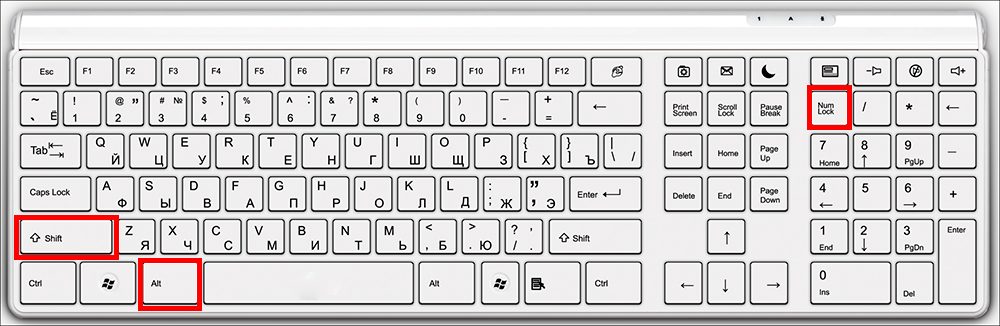 1 A
Esc F1 F2 F3 F4 F5 F6 F7 F8 F9 F10 F11 F12
~ ` Ё ! 1 @ " 2 # № 3 $ ; 4 % : 5 ^ : 6 & ? 7 * 8 ( 9 ) 0 — - + = ← Print Screen Scroll Lock Pause Break Num Lock / * ←
Tab Q Й W Ц E У R К T Е Y Н U Г I Ш O Щ P З { [ Х } ] Ъ | \ / Insert Home Page Up 7 Home 8 ↑ 9 PgUp —
Caps Lock A Ф S Ы D В F А G П H Р J О K Л L Д : ; Ж " ' Э Enter Delete End Page Down 4 ← 5 6 → +
Shift Z Я X Ч C С V М B И N Т M Ь < , Б > . Ю ? / , . Shift ↑ 1 End 2 ↓ 3 PgDn Enter
Ctrl Alt Alt Ctrl ← ↓ → 0 Ins . Del